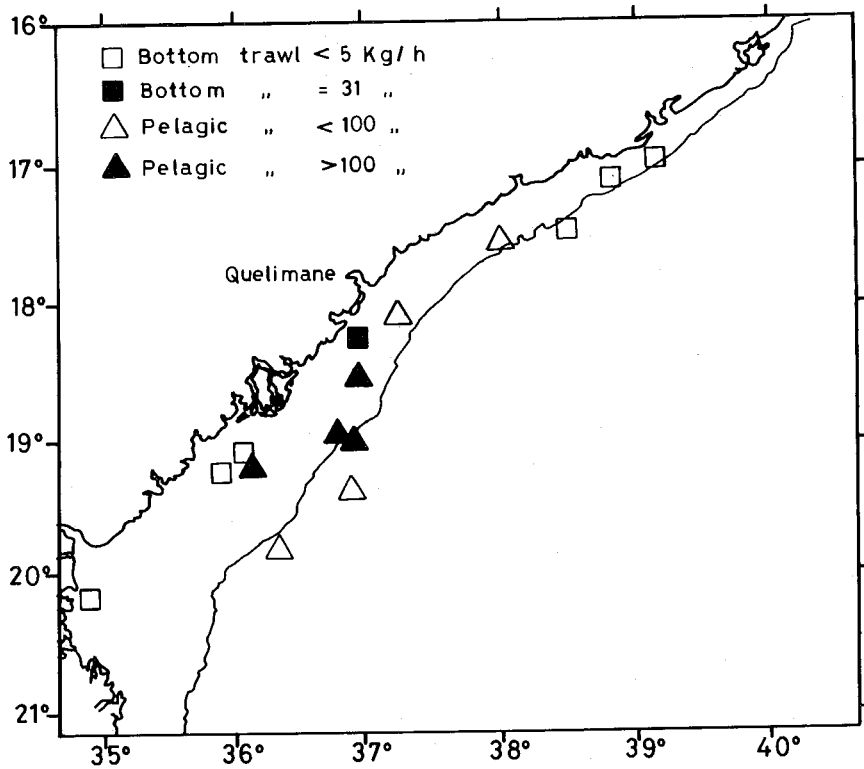 16°
Bottom trawl < 5 Kg/h
Bottom „ = 31 „
Pelagic „ < 100 „
Pelagic „ > 100 „
17°
Quelimane
18°
19°
20°
21°
35° 36° 37° 38° 39° 40°